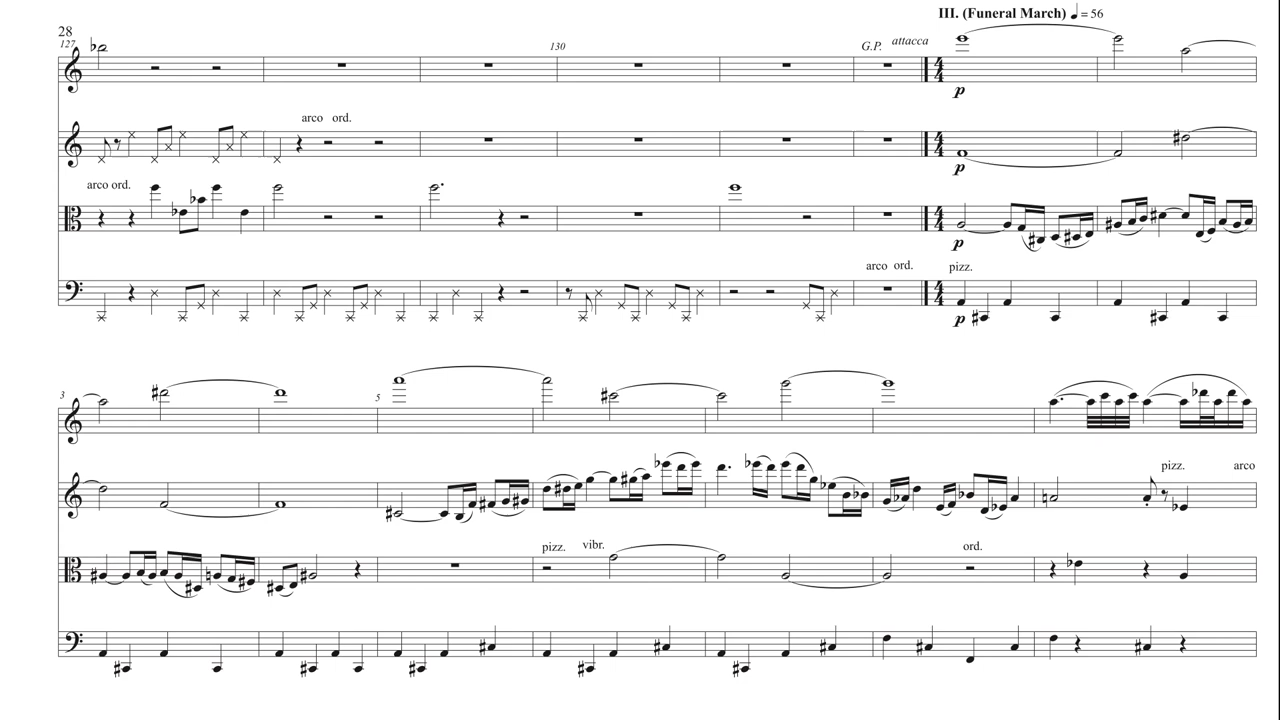 III. (Funeral March) ♩ = 56
28
127
130
G.P. attacca
p
arco ord.
p
arco ord.
p
arco ord. pizz.
p
3
5
pizz. arco
pizz. vibr. ord.